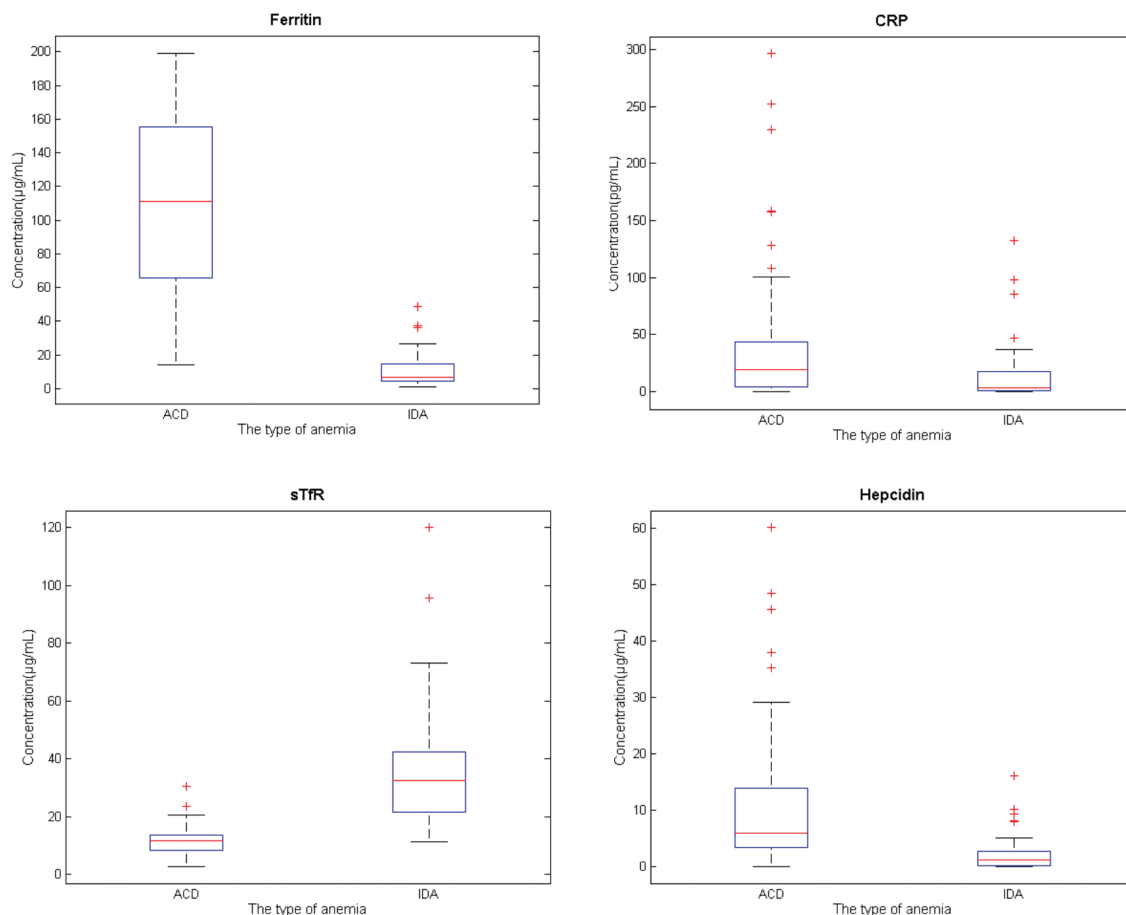 Ferritin
200
180
160
140
120
100
80
60
40
20
0
Concentration(µg/mL)
ACD
IDA
The type of anemia
CRP
300
250
200
150
100
50
0
Concentration(pg/mL)
ACD
IDA
The type of anemia
sTfR
120
100
80
60
40
20
0
Concentration(µg/mL)
ACD
IDA
The type of anemia
Hepcidin
60
50
40
30
20
10
0
Concentration(µg/mL)
ACD
IDA
The type of anemia